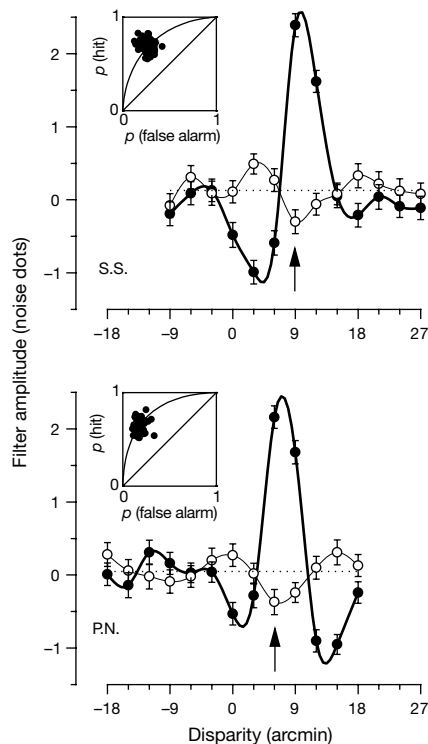 Filter amplitude (noise dots)
1
p (hit)
0
0 1
p (false alarm)
2
1
0
−1
S.S.
−18 −9 0 9 18 27
1
p (hit)
0
0 1
p (false alarm)
2
1
0
−1
P.N.
−18 −9 0 9 18 27
Disparity (arcmin)